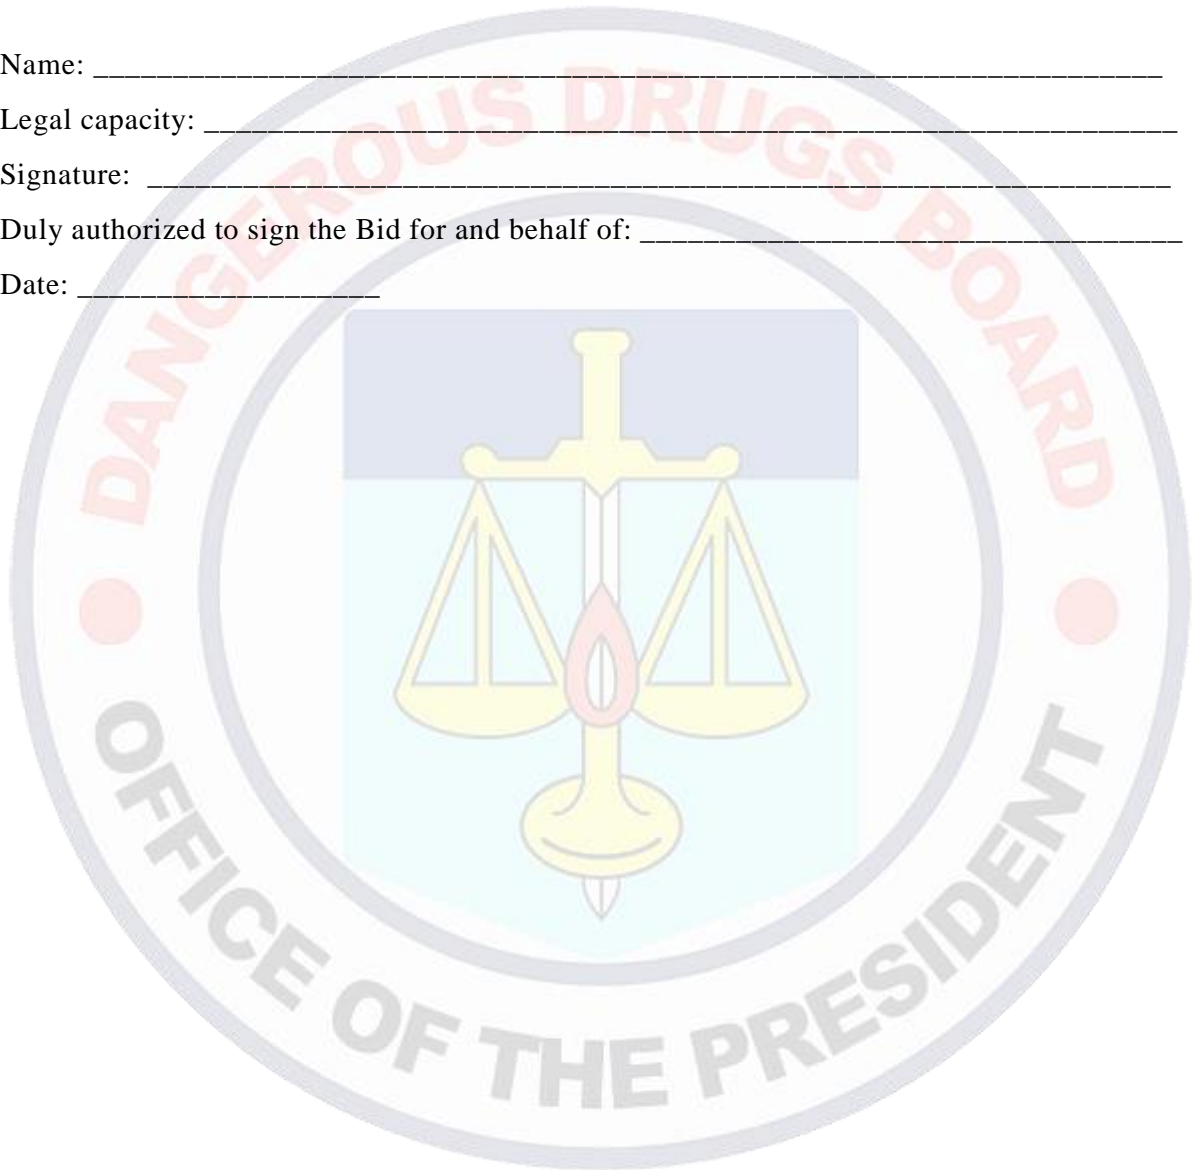 Name: ___________________________________________________________________
Legal capacity: _____________________________________________________________
Signature:  ________________________________________________________________
Duly authorized to sign the Bid for and behalf of: __________________________________
Date: ___________________
DANGEROUS DRUGS BOARD
OFFICE OF THE PRESIDENT